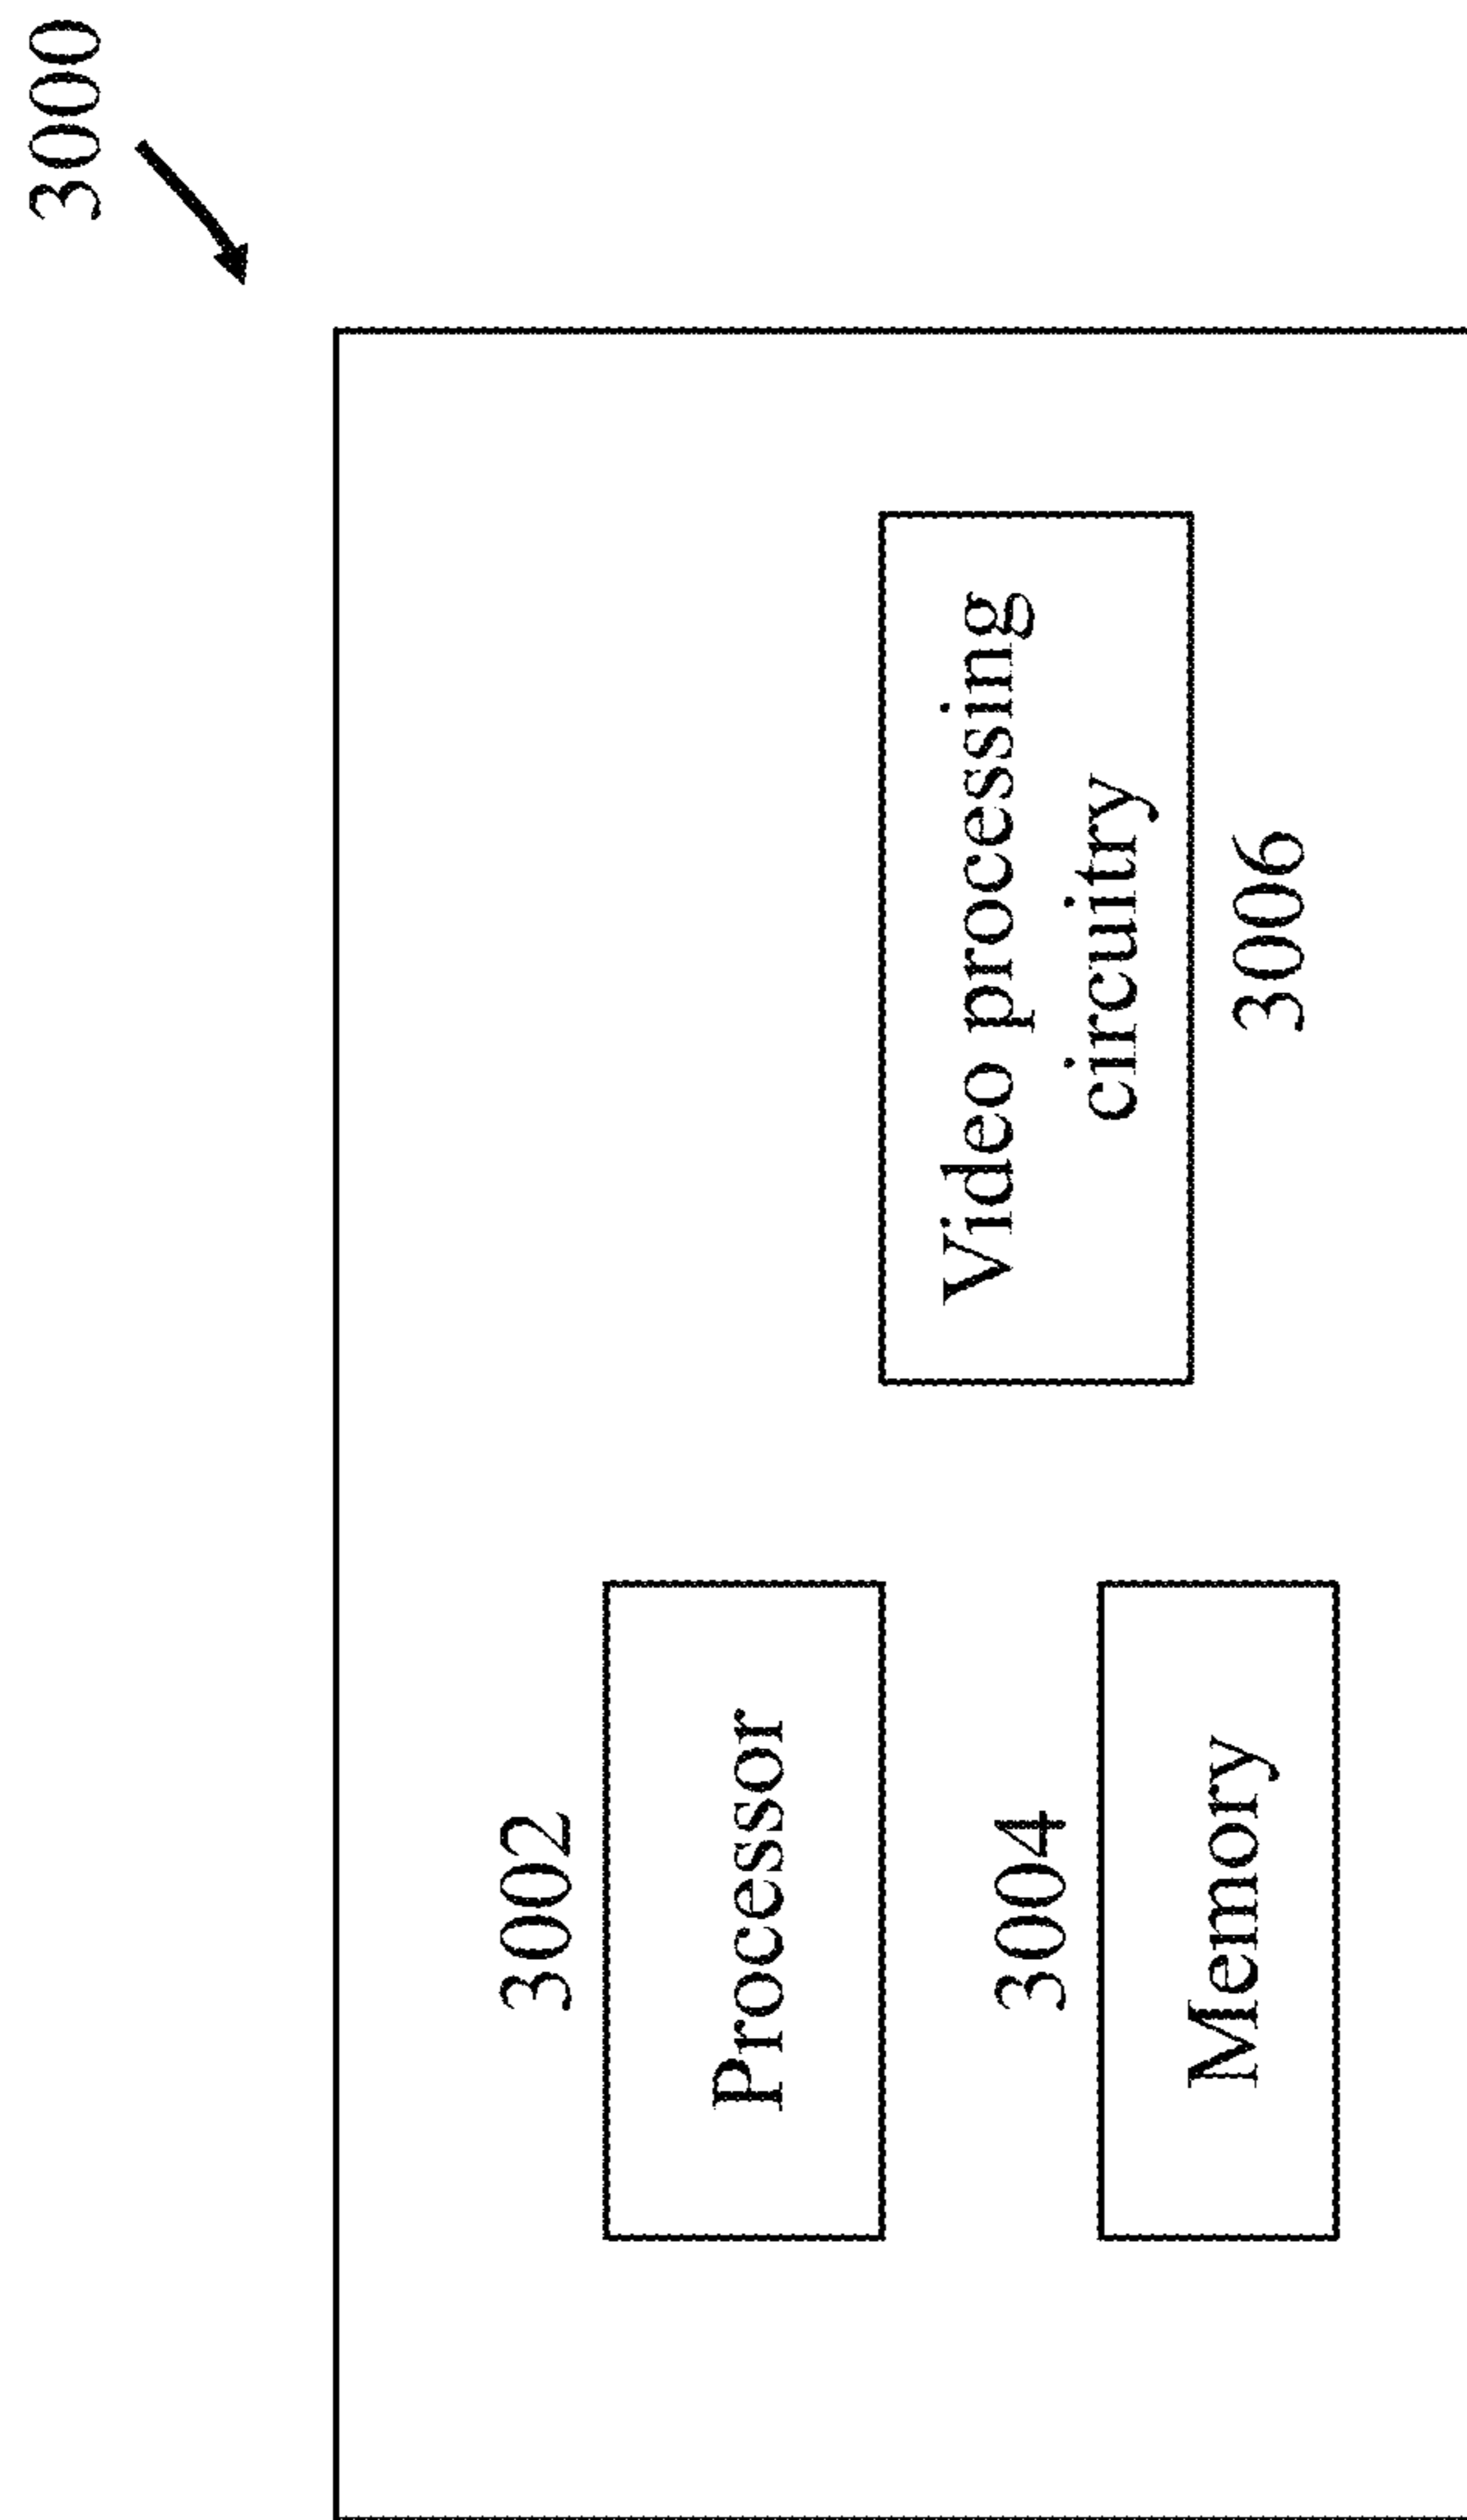 3000
3002
Processor
3004
Memory
Video processing
circuitry
3006